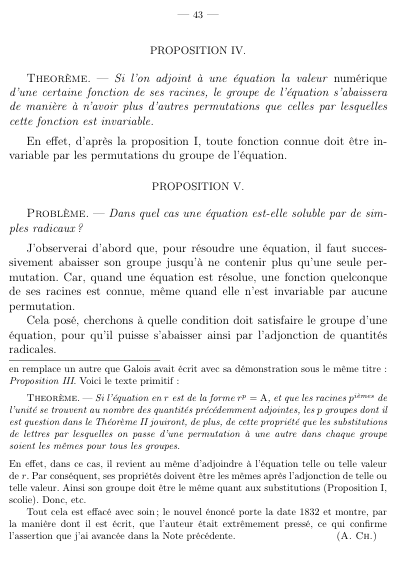 — 43 —
PROPOSITION IV.
THEORÈME. — Si l'on adjoint à une équation la valeur numérique
d'une certaine fonction de ses racines, le groupe de l'équation s'abaissera
de manière à n'avoir plus d'autres permutations que celles par lesquelles
cette fonction est invariable.
En effet, d'après la proposition I, toute fonction connue doit être in-
variable par les permutations du groupe de l'équation.
PROPOSITION V.
PROBLÈME. — Dans quel cas une équation est-elle soluble par de sim-
ples radicaux ?
J'observerai d'abord que, pour résoudre une équation, il faut succes-
sivement abaisser son groupe jusqu'à ne contenir plus qu'une seule per-
mutation. Car, quand une équation est résolue, une fonction quelconque
de ses racines est connue, même quand elle n'est invariable par aucune
permutation.
Cela posé, cherchons à quelle condition doit satisfaire le groupe d'une
équation, pour qu'il puisse s'abaisser ainsi par l'adjonction de quantités
radicales.
en remplace un autre que Galois avait écrit avec sa démonstration sous le même titre :
Proposition III. Voici le texte primitif :
THEORÈME. — Si l'équation en r est de la forme rᵖ = A, et que les racines pⁱᵉᵐᵉˢ de
l'unité se trouvent au nombre des quantités précédemment adjointes, les p groupes dont il
est question dans le Théorème II jouiront, de plus, de cette propriété que les substitutions
de lettres par lesquelles on passe d'une permutation à une autre dans chaque groupe
soient les mêmes pour tous les groupes.
En effet, dans ce cas, il revient au même d'adjoindre à l'équation telle ou telle valeur
de r. Par conséquent, ses propriétés doivent être les mêmes après l'adjonction de telle ou
telle valeur. Ainsi son groupe doit être le même quant aux substitutions (Proposition I,
scolie). Donc, etc.
Tout cela est effacé avec soin ; le nouvel énoncé porte la date 1832 et montre, par
la manière dont il est écrit, que l'auteur était extrêmement pressé, ce qui confirme
l'assertion que j'ai avancée dans la Note précédente. (A. CH.)